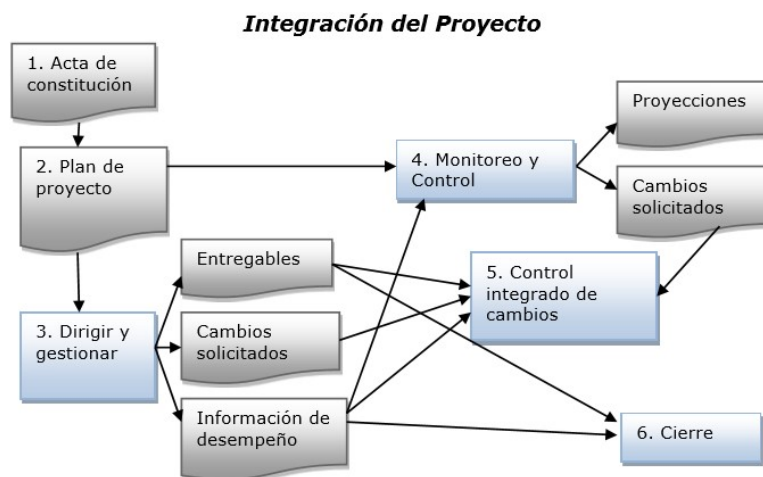 Integración del Proyecto
1. Acta de
constitución
2. Plan de
proyecto
3. Dirigir y
gestionar
Entregables
Cambios
solicitados
Información de
desempeño
4. Monitoreo y
Control
Proyecciones
Cambios
solicitados
5. Control
integrado de
cambios
6. Cierre